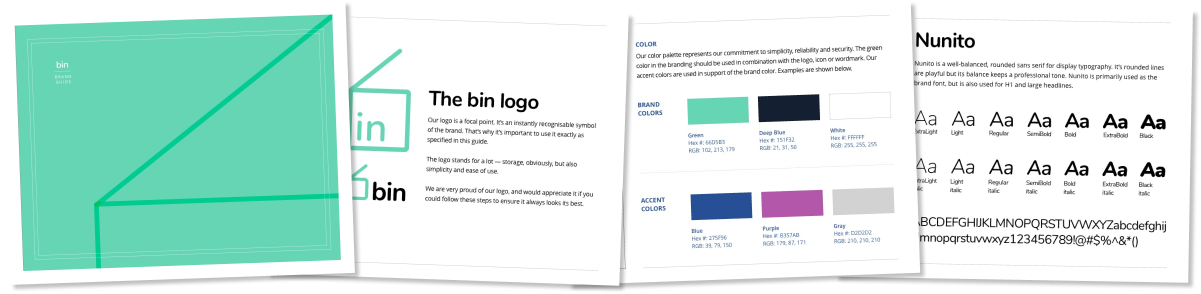 bin
BRAND
GUIDE
in
bin
The bin logo
Our logo is a focal point. It's an instantly recognisable symbol
of the brand. That's why it's important to use it exactly as
specified in this guide.
The logo stands for a lot — storage, obviously, but also
simplicity and ease of use.
We are very proud of our logo, and would appreciate it if you
could follow these steps to ensure it always looks its best.
COLOR
Our color palette represents our commitment to simplicity, reliability and security. The green
color in the branding should be used in combination with the logo, icon or wordmark. Our
accent colors are used in support of the brand color. Examples are shown below.
BRAND
COLORS
Green
Hex #: 66D5B3
RGB: 102, 213, 179
Deep Blue
Hex #: 151F32
RGB: 21, 31, 50
White
Hex #: FFFFFF
RGB: 255, 255, 255
ACCENT
COLORS
Blue
Hex #: 275F96
RGB: 39, 79, 150
Purple
Hex #: B357AB
RGB: 179, 87, 171
Gray
Hex #: D2D2D2
RGB: 210, 210, 210
Nunito
Nunito is a well-balanced, rounded sans serif for display typography. It's rounded lines
are playful but its balance keeps a professional tone. Nunito is primarily used as the
brand font, but is also used for H1 and large headlines.
Aa Aa Aa Aa Aa Aa Aa
ExtraLight Light Regular SemiBold Bold ExtraBold Black
Aa Aa Aa Aa Aa Aa Aa
ExtraLight Light Regular SemiBold Bold ExtraBold Black
italic italic italic italic italic italic
ABCDEFGHIJKLMNOPQRSTUVWXYZabcdefghij
mnopqrstuvwxyz123456789!@#$%^&*()